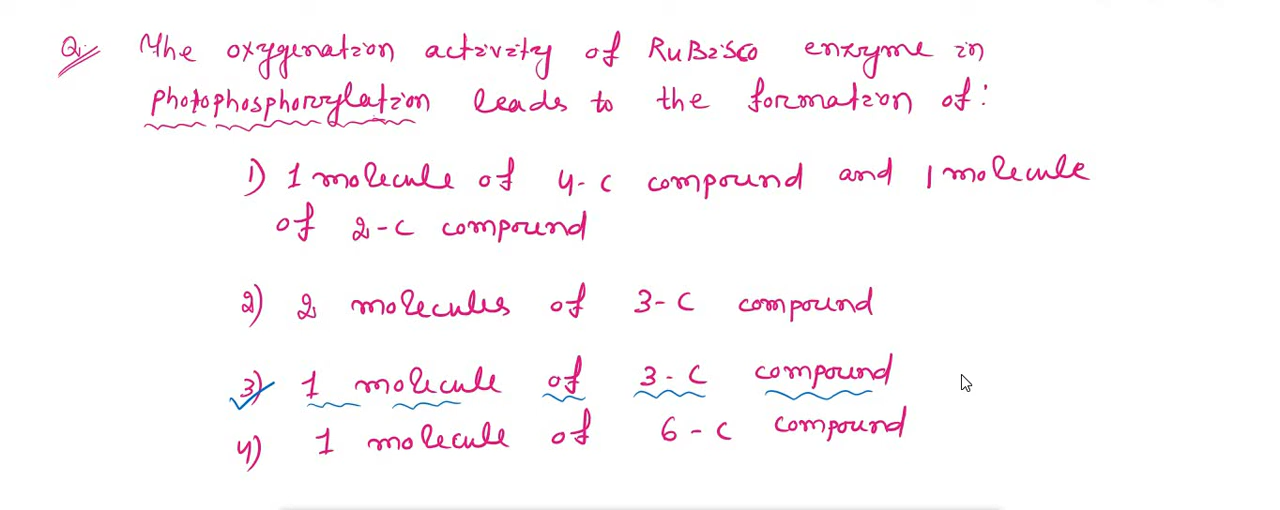 Q. The oxygenation activity of RuBisCo enzyme in
photophosphorylation leads to the formation of:
1) 1 molecule of 4-C compound and 1 molecule
of 2-C compound
2) 2 molecules of 3-C compound
3) 1 molecule of 3-C compound
4) 1 molecule of 6-C compound